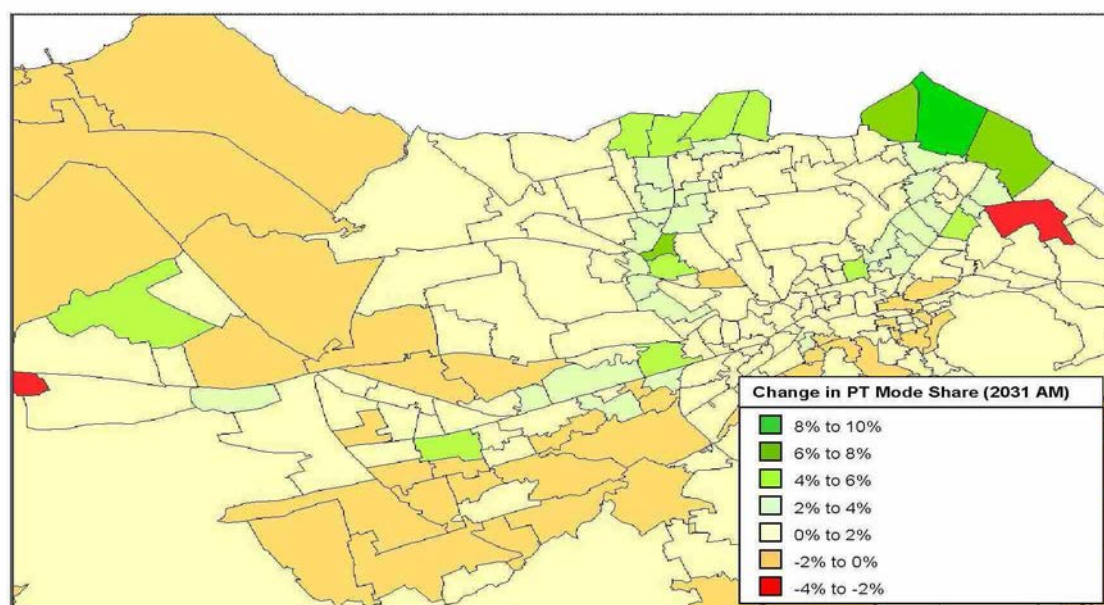 Change in PT Mode Share (2031 AM)
8% to 10%
6% to 8%
4% to 6%
2% to 4%
0% to 2%
-2% to 0%
-4% to -2%